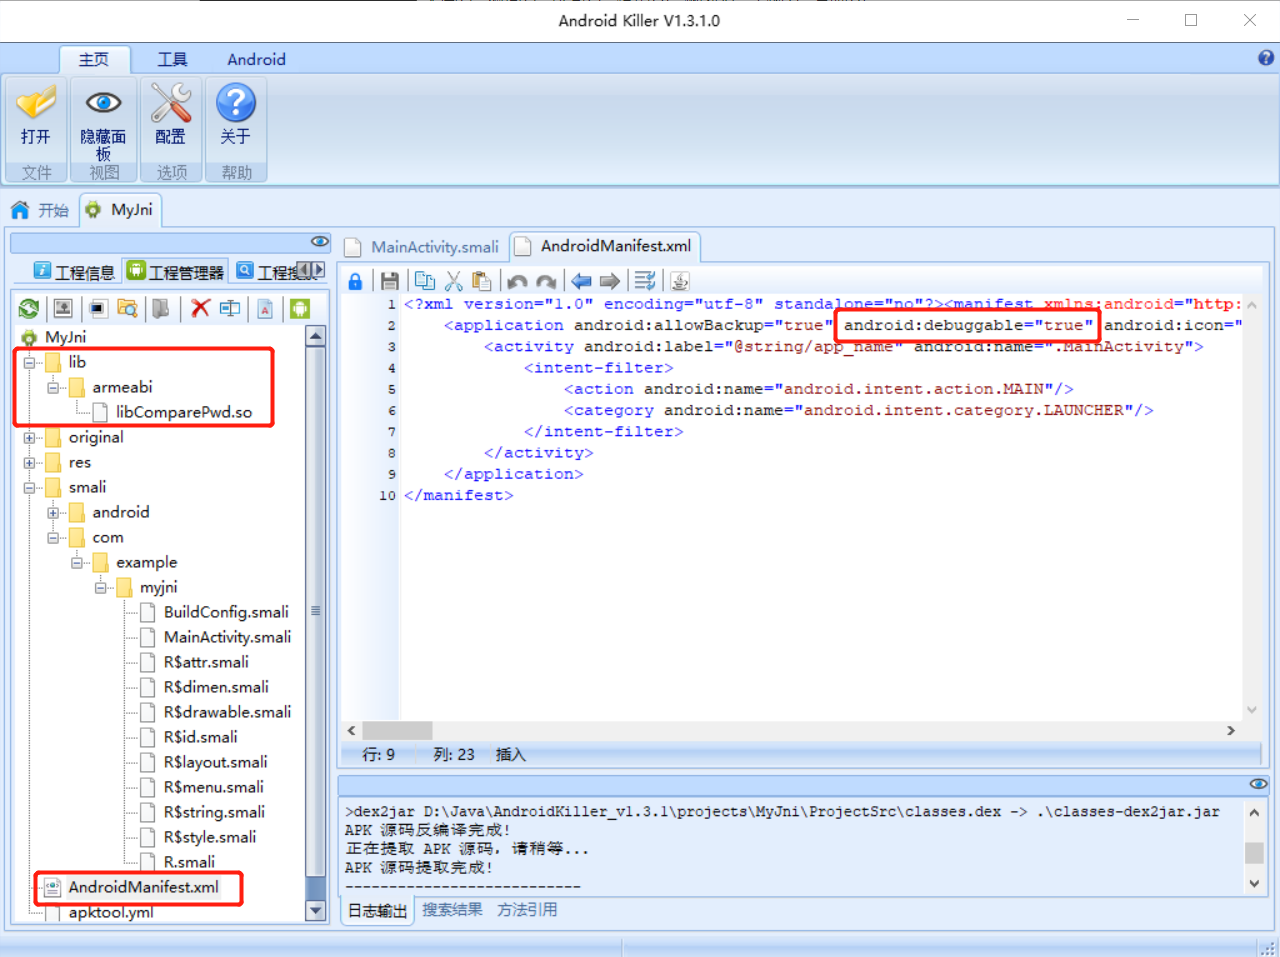 Android Killer V1.3.1.0
主页 工具 Android
打开 隐藏面板 配置 关于
文件 视图 选项 帮助
开始 MyJni
工程信息 工程管理器
MainActivity.smali AndroidManifest.xml
MyJni
lib
armeabi
libComparePwd.so
original
res
smali
android
com
example
myjni
BuildConfig.smali
MainActivity.smali
R$attr.smali
R$dimen.smali
R$drawable.smali
R$id.smali
R$layout.smali
R$menu.smali
R$string.smali
R$style.smali
R.smali
AndroidManifest.xml
apktool.yml
1 <?xml version="1.0" encoding="utf-8" standalone="no"?><manifest xmlns:android="http:
2 <application android:allowBackup="true" android:debuggable="true" android:icon="
3 <activity android:label="@string/app_name" android:name=".MainActivity">
4 <intent-filter>
5 <action android:name="android.intent.action.MAIN"/>
6 <category android:name="android.intent.category.LAUNCHER"/>
7 </intent-filter>
8 </activity>
9 </application>
10 </manifest>
行: 9 列: 23 插入
>dex2jar D:\Java\AndroidKiller_v1.3.1\projects\MyJni\ProjectSrc\classes.dex -> .\classes-dex2jar.jar
APK 源码反编译完成!
正在提取 APK 源码，请稍等...
APK 源码提取完成!
---------------------------
日志输出 搜索结果 方法引用